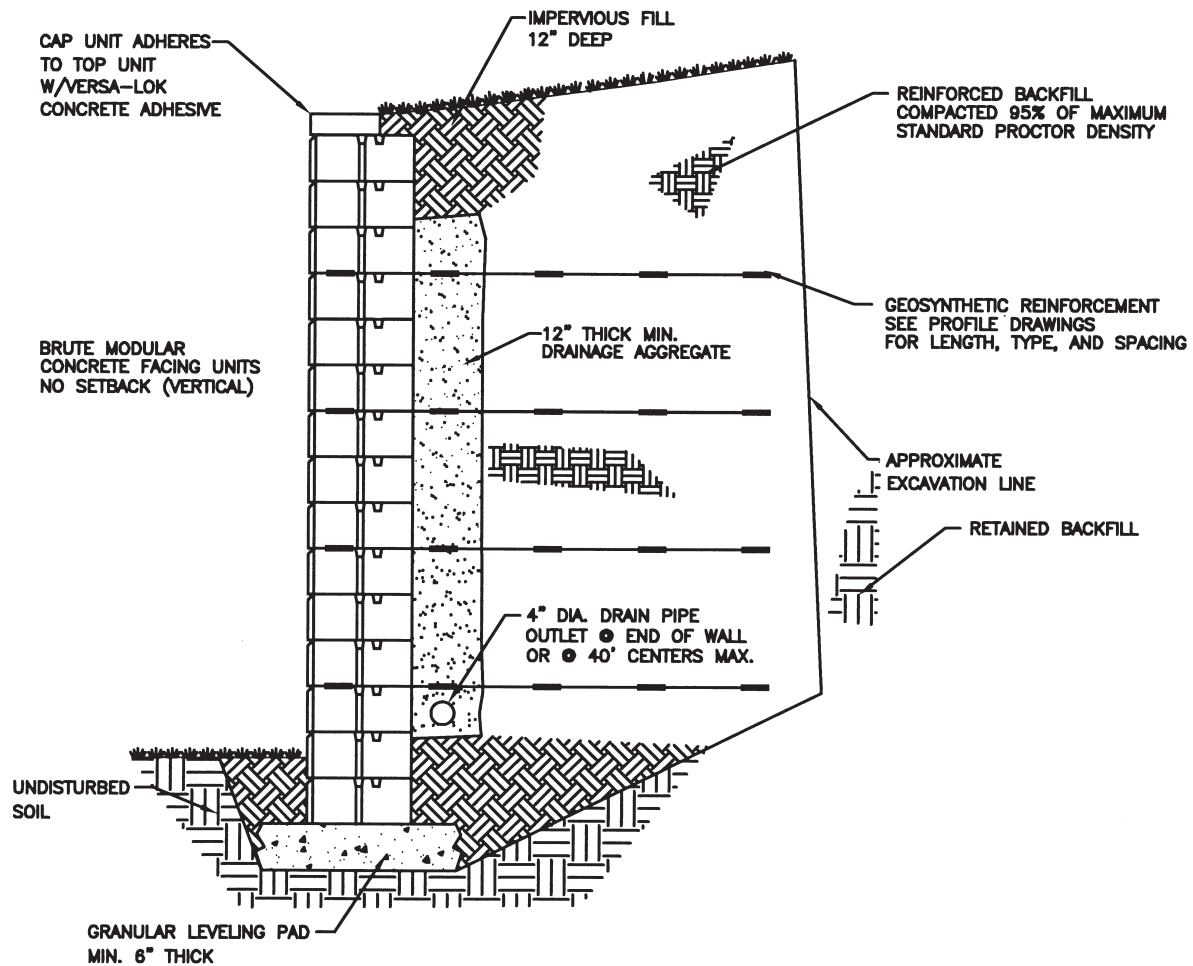 CAP UNIT ADHERES
TO TOP UNIT
W/VERSA-LOK
CONCRETE ADHESIVE
IMPERVIOUS FILL
12" DEEP
REINFORCED BACKFILL
COMPACTED 95% OF MAXIMUM
STANDARD PROCTOR DENSITY
GEOSYNTHETIC REINFORCEMENT
SEE PROFILE DRAWINGS
FOR LENGTH, TYPE, AND SPACING
12" THICK MIN.
DRAINAGE AGGREGATE
BRUTE MODULAR
CONCRETE FACING UNITS
NO SETBACK (VERTICAL)
APPROXIMATE
EXCAVATION LINE
RETAINED BACKFILL
4" DIA. DRAIN PIPE
OUTLET @ END OF WALL
OR @ 40' CENTERS MAX.
UNDISTURBED
SOIL
GRANULAR LEVELING PAD
MIN. 6" THICK